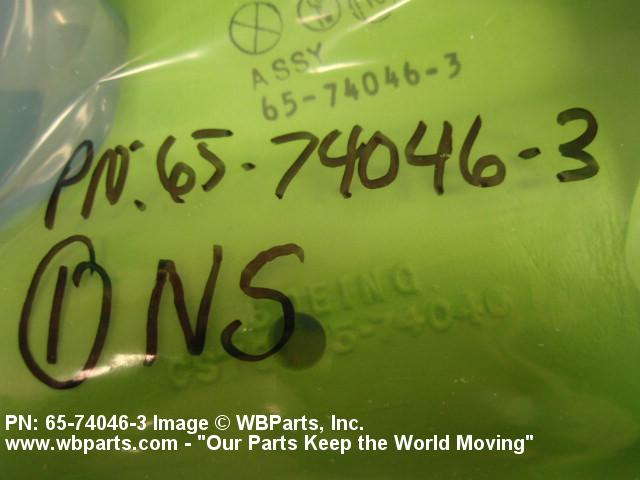 ASSY
65-74046-3
PN: 65-74046-3
1 NS
BOEING
65-74046
PN: 65-74046-3 Image © WBParts, Inc.
www.wbparts.com - "Our Parts Keep the World Moving"